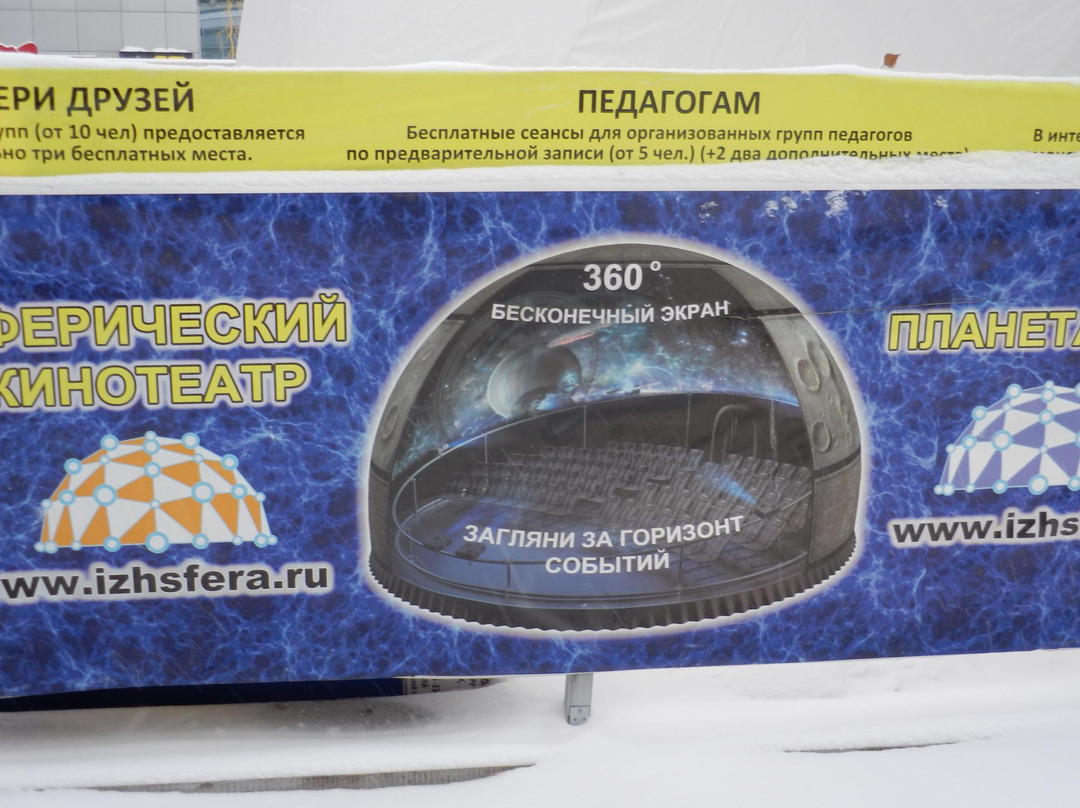 ЕРИ ДРУЗЕЙ
упп (от 10 чел) предоставляется
но три бесплатных места.
ПЕДАГОГАМ
Бесплатные сеансы для организованных групп педагогов
по предварительной записи (от 5 чел.) (+2 два дополнительных места)
В инте
ФЕРИЧЕСКИЙ
КИНОТЕАТР
www.izhsfera.ru
360°
БЕСКОНЕЧНЫЙ ЭКРАН
ЗАГЛЯНИ ЗА ГОРИЗОНТ
СОБЫТИЙ
ПЛАНЕТА
www.izhs